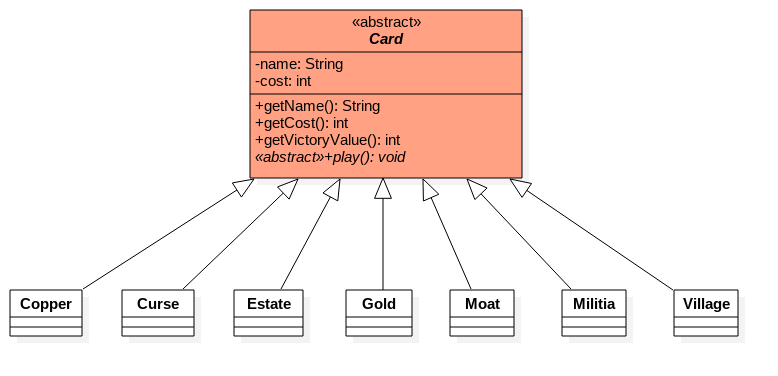 «abstract»
Card
-name: String
-cost: int
+getName(): String
+getCost(): int
+getVictoryValue(): int
«abstract»+play(): void
Copper Curse Estate Gold Moat Militia Village